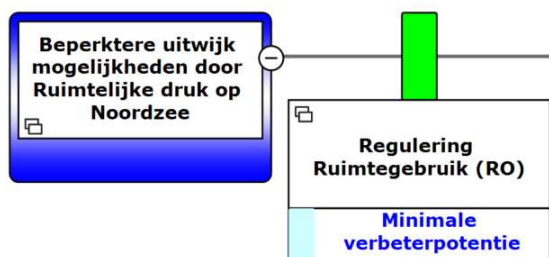 Beperktere uitwijk
mogelijkheden door
Ruimtelijke druk op
Noordzee
Regulering
Ruimtegebruik (RO)
Minimale
verbeterpotentie